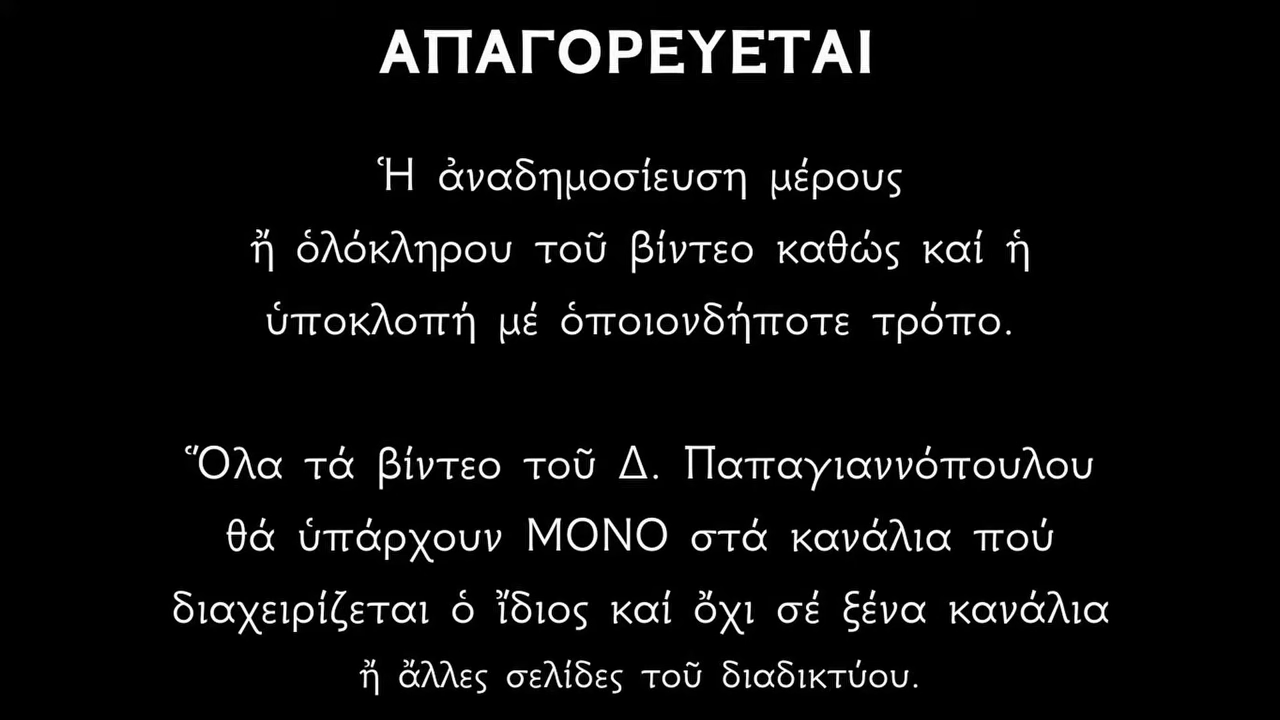 ΑΠΑΓΟΡΕΥΕΤΑΙ
Ἡ ἀναδημοσίευση μέρους
ἤ ὁλόκληρου τοῦ βίντεο καθώς καί ἡ
ὑποκλοπή μέ ὁποιονδήποτε τρόπο.
Ὅλα τά βίντεο τοῦ Δ. Παπαγιαννόπουλου
θά ὑπάρχουν ΜΟΝΟ στά κανάλια πού
διαχειρίζεται ὁ ἴδιος καί ὄχι σέ ξένα κανάλια
ἤ ἄλλες σελίδες τοῦ διαδικτύου.